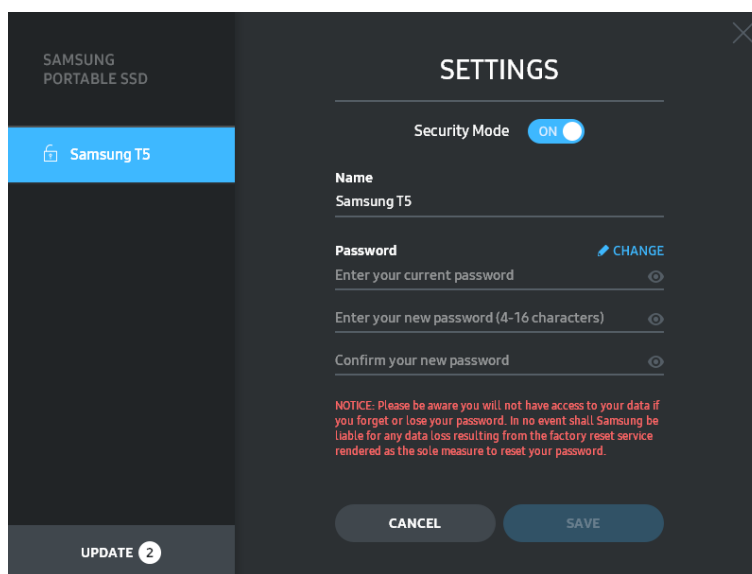 SAMSUNG
PORTABLE SSD
Samsung T5
UPDATE 2
SETTINGS
Security Mode ON
Name
Samsung T5
Password CHANGE
Enter your current password
Enter your new password (4-16 characters)
Confirm your new password
NOTICE: Please be aware you will not have access to your data if
you forget or lose your password. In no event shall Samsung be
liable for any data loss resulting from the factory reset service
rendered as the sole measure to reset your password.
CANCEL SAVE